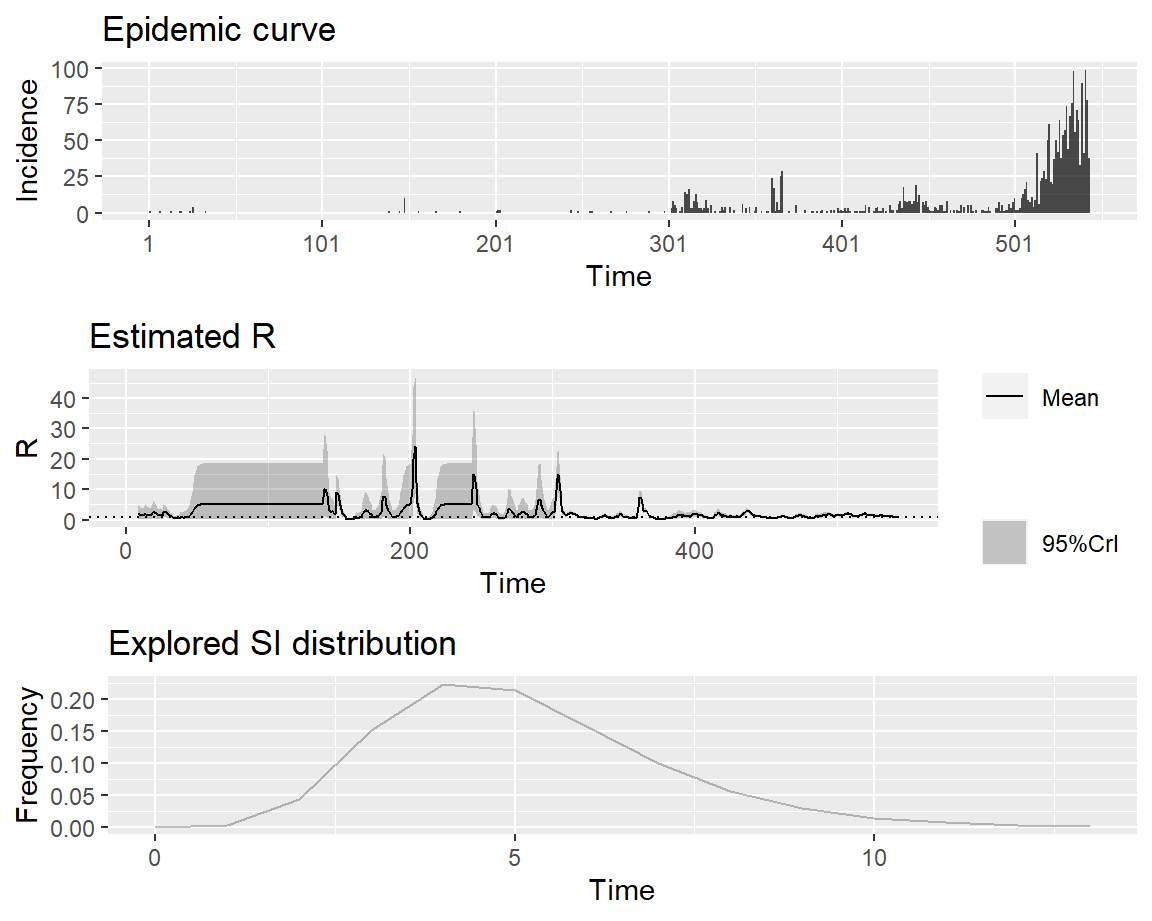 Epidemic curve
Incidence
100
75
50
25
0
1 101 201 301 401 501
Time
Estimated R
R
40
30
20
10
0
0 200 400
Time
Mean
95%CrI
Explored SI distribution
Frequency
0.20
0.15
0.10
0.05
0.00
0 5 10
Time